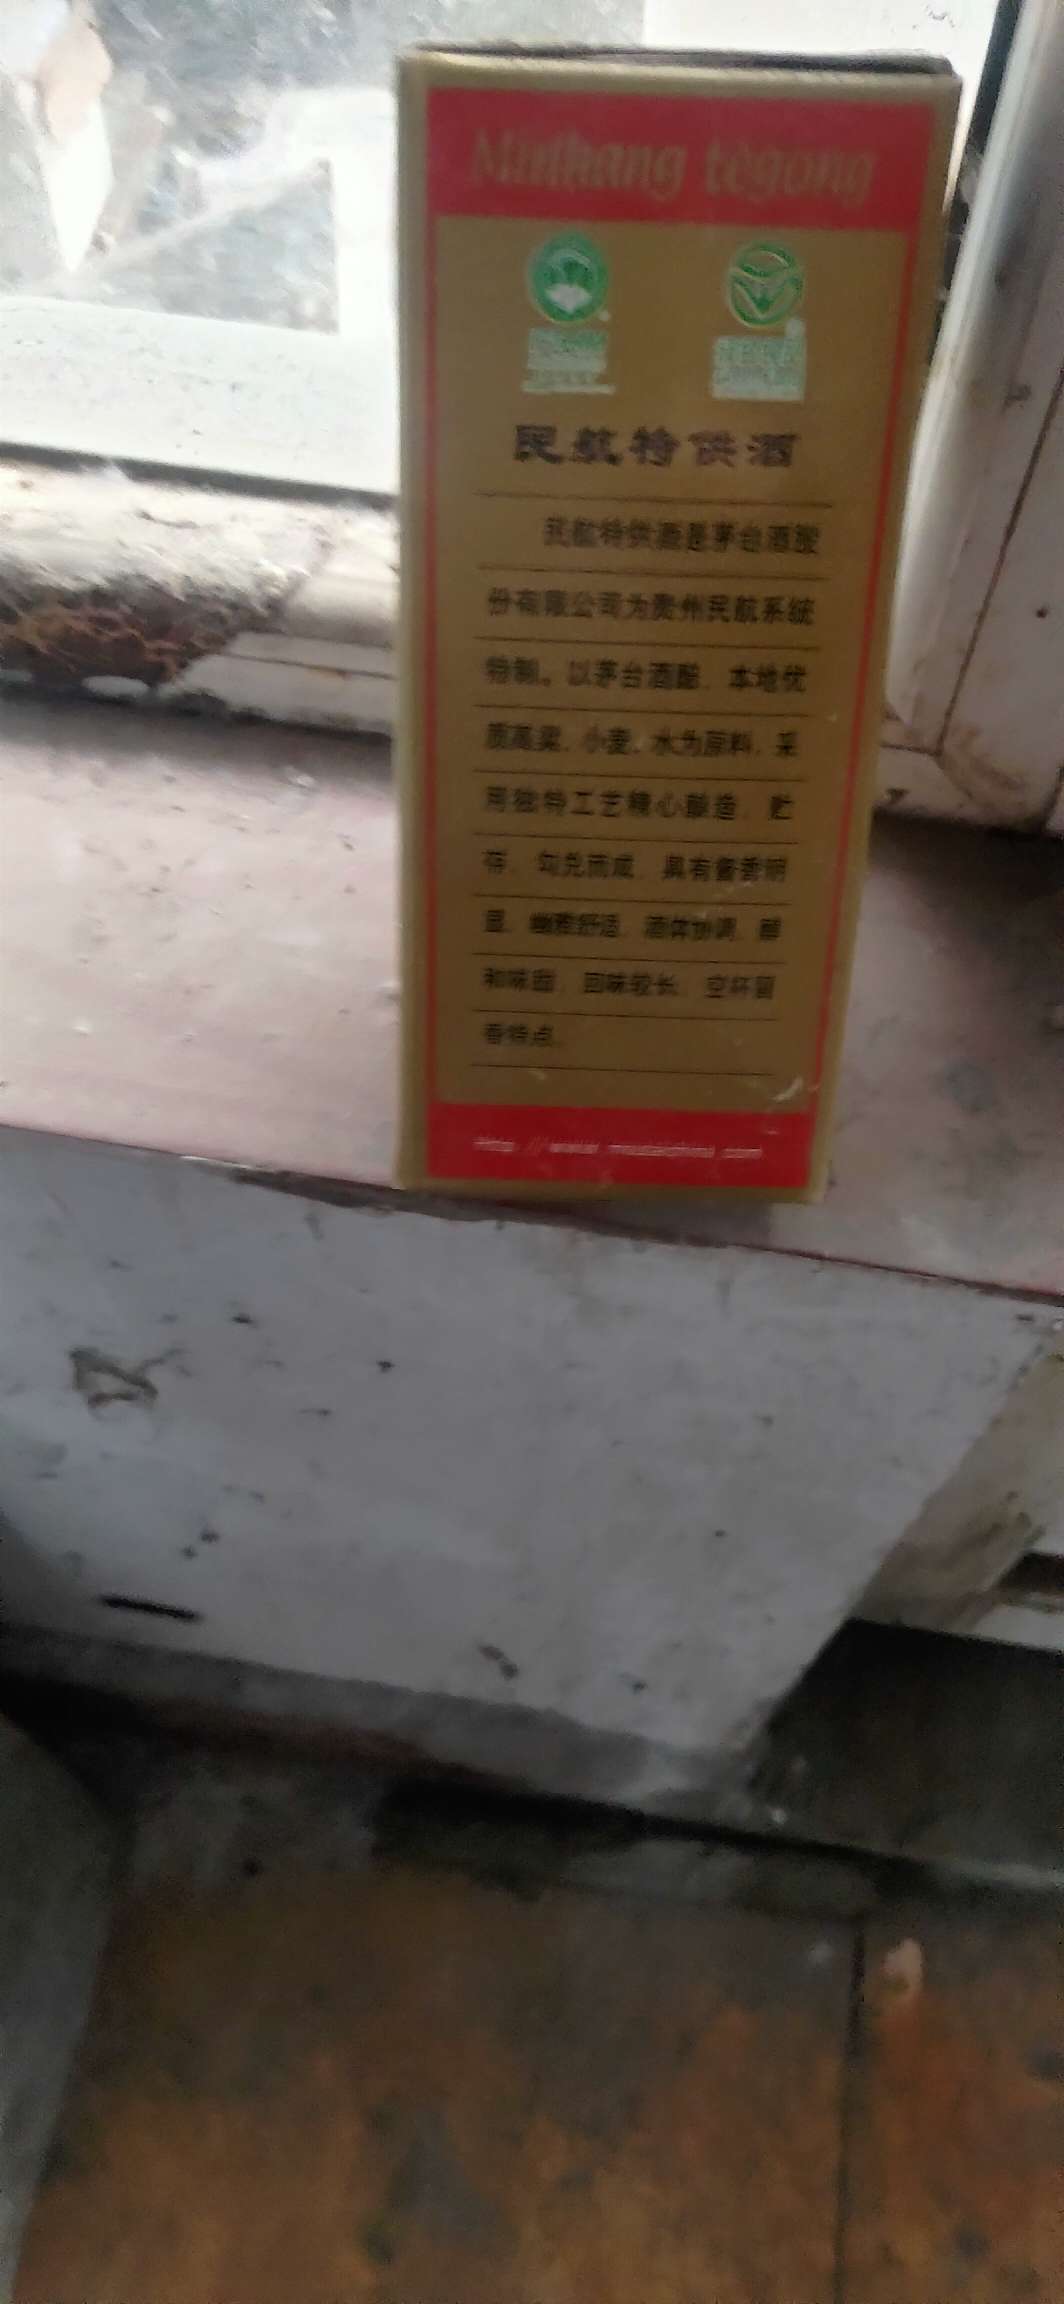 Minhang tègong
民航特供酒
民航特供酒是茅台酒股
份有限公司为贵州民航系统
特制。以茅台酒醅、本地优
质高粱、小麦、水为原料，采
用独特工艺精心酿造、贮
存、勾兑而成，具有酱香明
显、幽雅舒适、酒体协调、醇
和味甜、回味较长、空杯留
香特点。